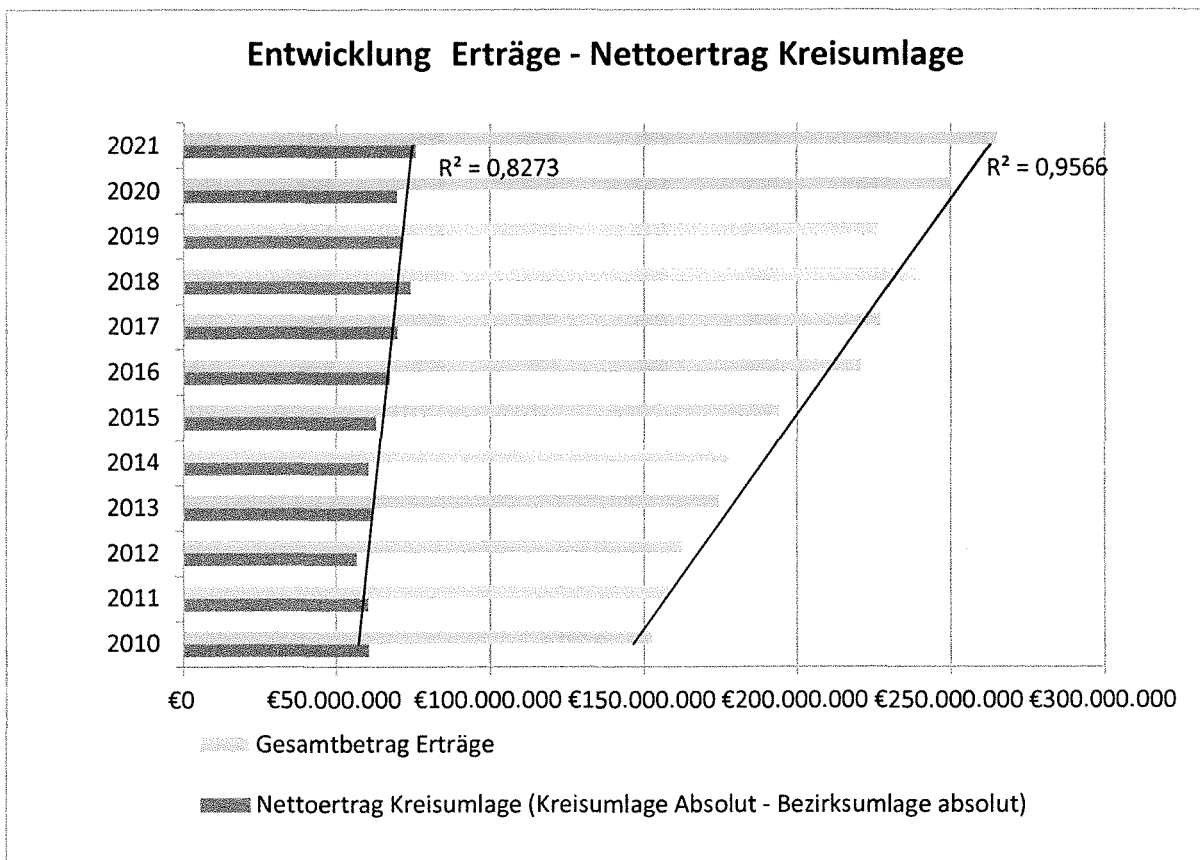 Entwicklung Erträge - Nettoertrag Kreisumlage
2021
R² = 0,8273
R² = 0,9566
2020
2019
2018
2017
2016
2015
2014
2013
2012
2011
2010
€0 €50.000.000 €100.000.000 €150.000.000 €200.000.000 €250.000.000 €300.000.000
Gesamtbetrag Erträge
Nettoertrag Kreisumlage (Kreisumlage Absolut - Bezirksumlage absolut)